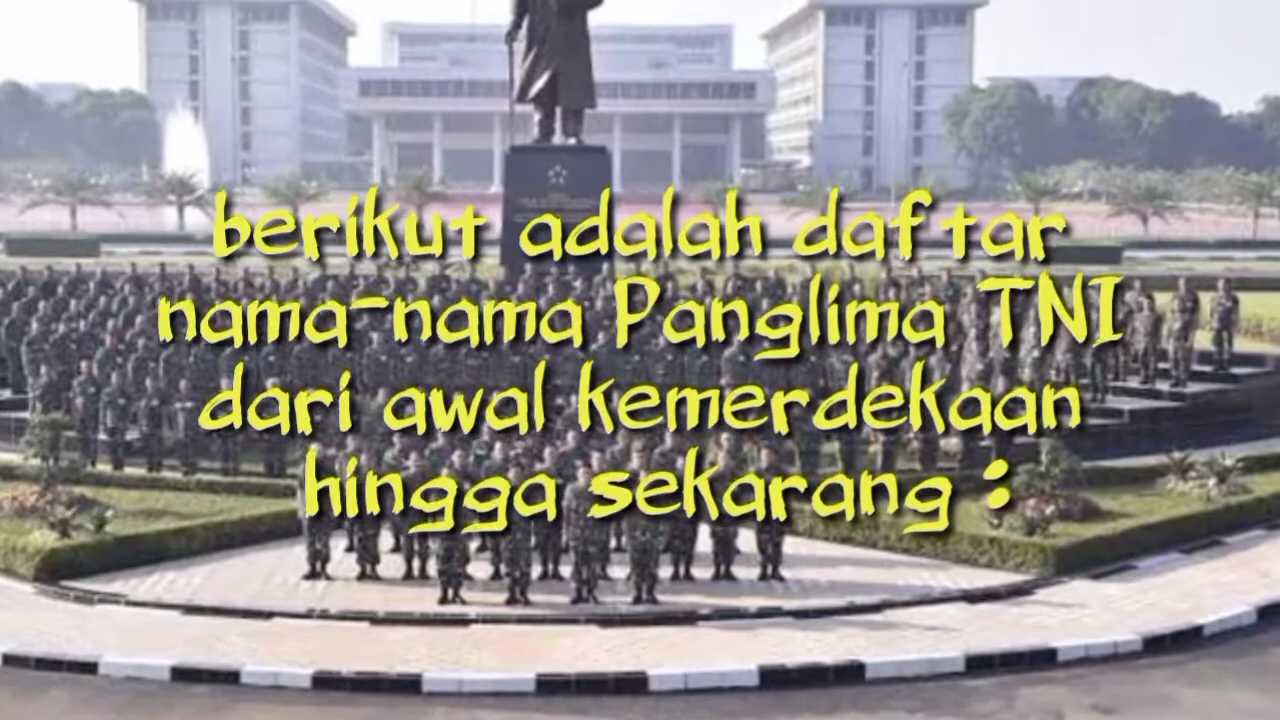 berikut adalah daftar
nama-nama Panglima TNI
dari awal kemerdekaan
hingga sekarang :